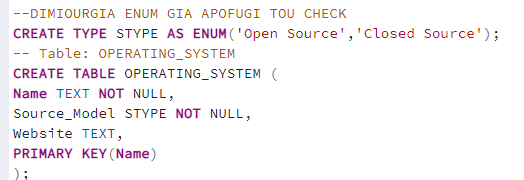 --DIMIOURGIA ENUM GIA APOFUGI TOU CHECK
CREATE TYPE STYPE AS ENUM('Open Source','Closed Source');
-- Table: OPERATING_SYSTEM
CREATE TABLE OPERATING_SYSTEM (
Name TEXT NOT NULL,
Source_Model STYPE NOT NULL,
Website TEXT,
PRIMARY KEY(Name)
);